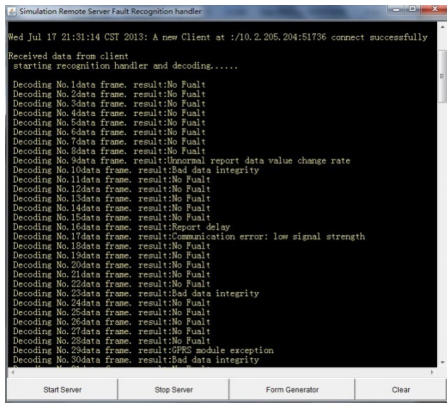 Simulation Remote Server Fault Recognition handler
Wed Jul 17 21:31:14 CST 2013: A new Client at :/10.2.205.204:51736 connect successfully
Received data from client
starting recognition handler and decoding......
Decoding No.1data frame. result:No Fualt
Decoding No.2data frame. result:No Fualt
Decoding No.3data frame. result:No Fualt
Decoding No.4data frame. result:No Fualt
Decoding No.5data frame. result:No Fualt
Decoding No.6data frame. result:No Fualt
Decoding No.7data frame. result:No Fualt
Decoding No.8data frame. result:No Fualt
Decoding No.9data frame. result:Unnormal report data value change rate
Decoding No.10data frame. result:Bad data integrity
Decoding No.11data frame. result:No Fualt
Decoding No.12data frame. result:No Fualt
Decoding No.13data frame. result:No Fualt
Decoding No.14data frame. result:No Fualt
Decoding No.15data frame. result:No Fualt
Decoding No.16data frame. result:Report delay
Decoding No.17data frame. result:Communication error: low signal strength
Decoding No.18data frame. result:No Fualt
Decoding No.19data frame. result:No Fualt
Decoding No.20data frame. result:No Fualt
Decoding No.21data frame. result:No Fualt
Decoding No.22data frame. result:No Fualt
Decoding No.23data frame. result:Bad data integrity
Decoding No.24data frame. result:No Fualt
Decoding No.25data frame. result:No Fualt
Decoding No.26data frame. result:No Fualt
Decoding No.27data frame. result:No Fualt
Decoding No.28data frame. result:No Fualt
Decoding No.29data frame. result:GPRS module exception
Decoding No.30data frame. result:Bad data integrity
Start Server Stop Server Form Generator Clear